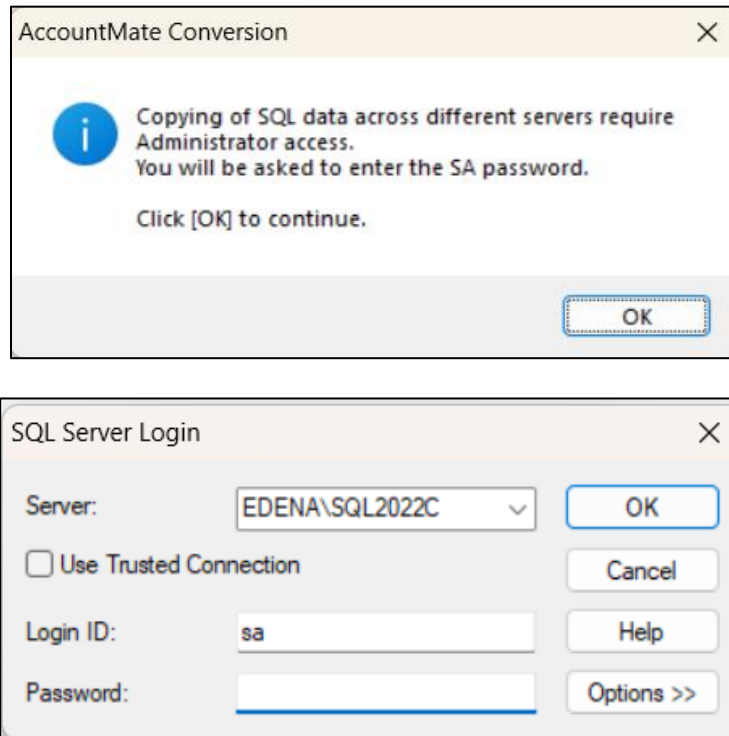 AccountMate Conversion
Copying of SQL data across different servers require
Administrator access.
You will be asked to enter the SA password.
Click [OK] to continue.
OK
SQL Server Login
Server:
EDENA\SQL2022C
OK
Use Trusted Connection
Cancel
Login ID:
sa
Help
Password:
Options >>